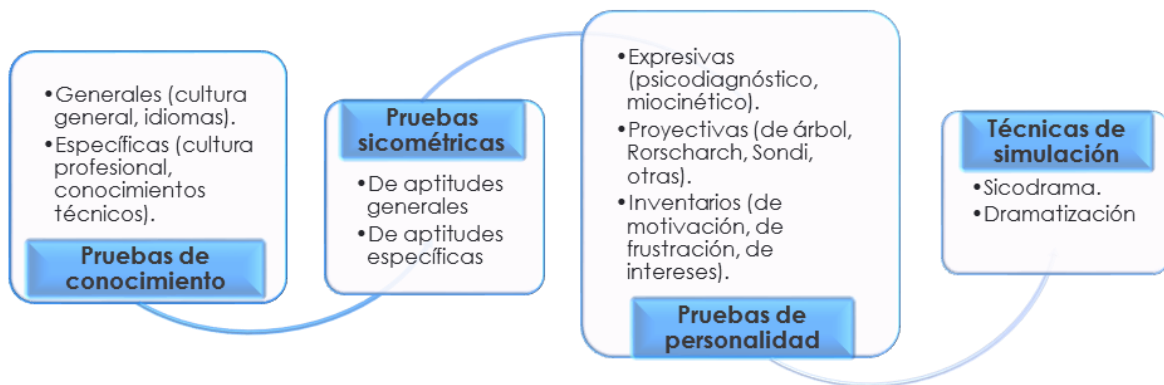 •Generales (cultura
general, idiomas).
•Específicas (cultura
profesional,
conocimientos
técnicos).
Pruebas de
conocimiento
Pruebas
sicométricas
•De aptitudes
generales
•De aptitudes
específicas
•Expresivas
(psicodiagnóstico,
miocinético).
•Proyectivas (de árbol,
Rorscharch, Sondi,
otras).
•Inventarios (de
motivación, de
frustración, de
intereses).
Pruebas de
personalidad
Técnicas de
simulación
•Sicodrama.
•Dramatización